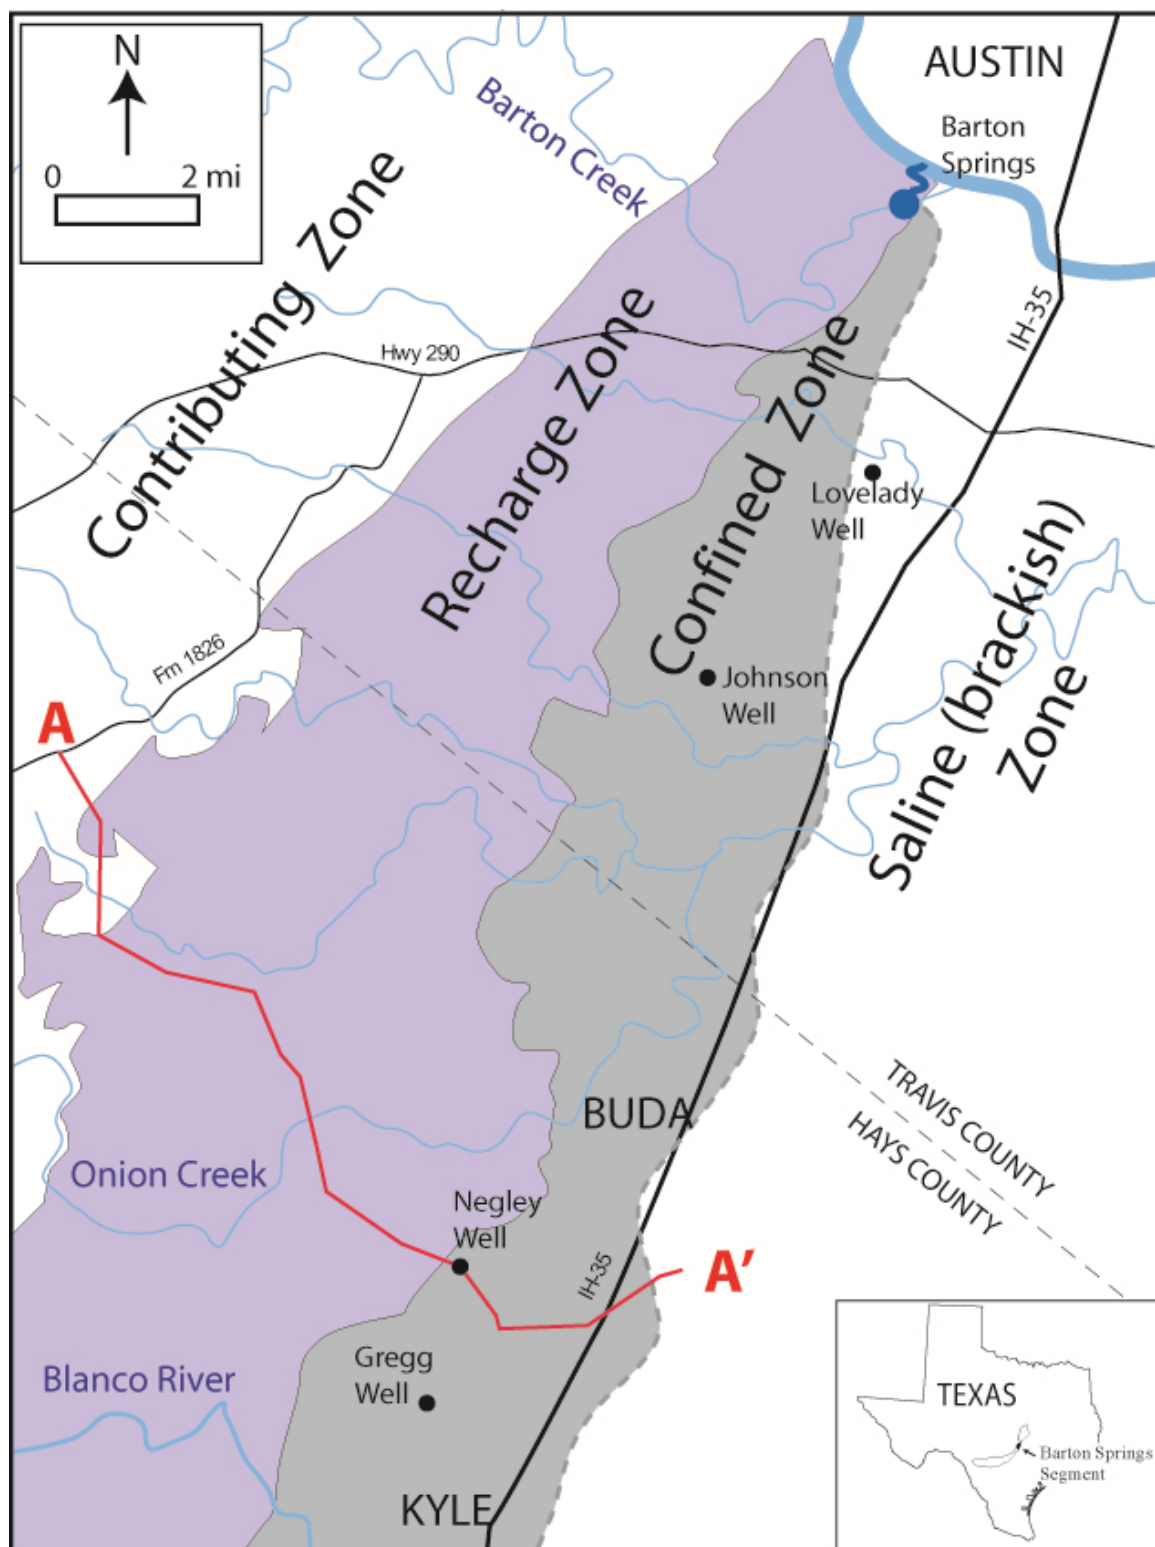 N
0 2 mi
AUSTIN
Barton
Springs
Barton Creek
Contributing Zone
Hwy 290
IH-35
Recharge Zone
Confined Zone
Lovelady
Well
Fm 1826
Johnson
Well
Saline (brackish)
Zone
A
TRAVIS COUNTY
HAYS COUNTY
BUDA
Onion Creek
Negley
Well
IH-35
A'
Gregg
Well
Blanco River
KYLE
TEXAS
Barton Springs
Segment